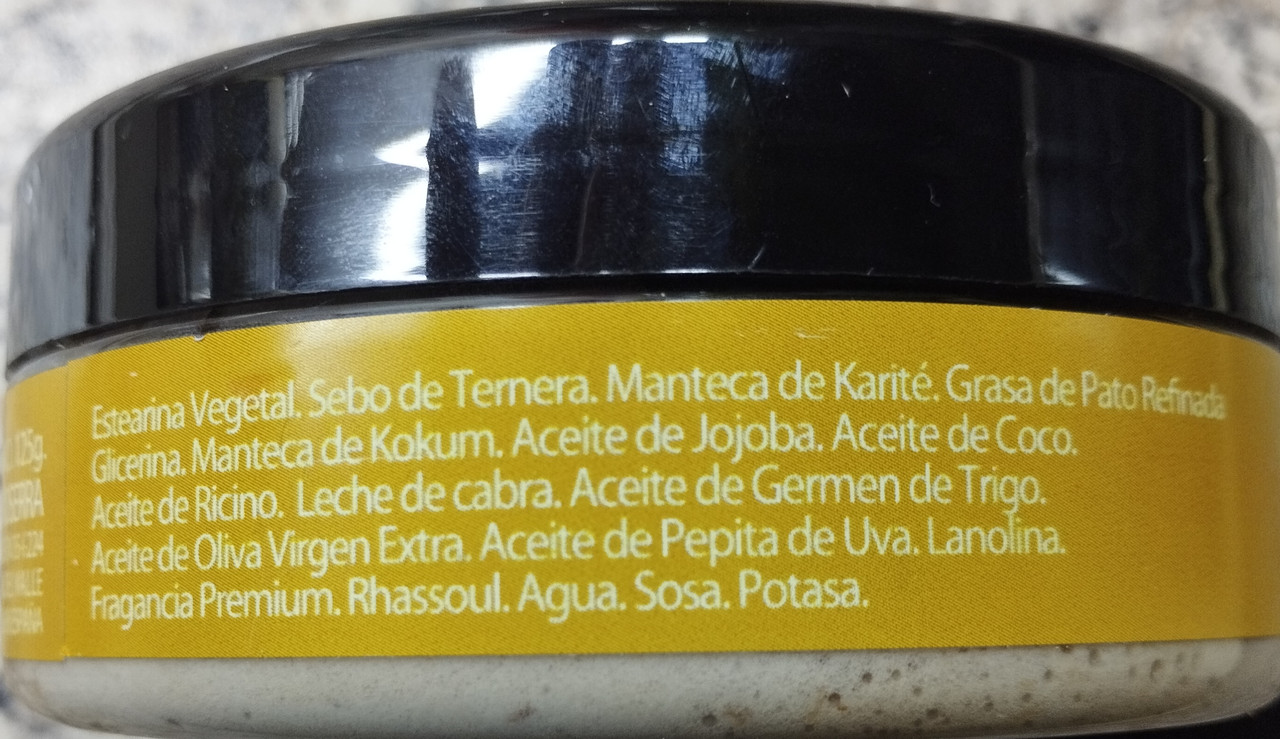 Estearina Vegetal. Sebo de Ternera. Manteca de Karité. Grasa de Pato Refinada
Glicerina. Manteca de Kokum. Aceite de Jojoba. Aceite de Coco.
Aceite de Ricino. Leche de cabra. Aceite de Germen de Trigo.
Aceite de Oliva Virgen Extra. Aceite de Pepita de Uva. Lanolina.
Fragancia Premium. Rhassoul. Agua. Sosa. Potasa.
125g.